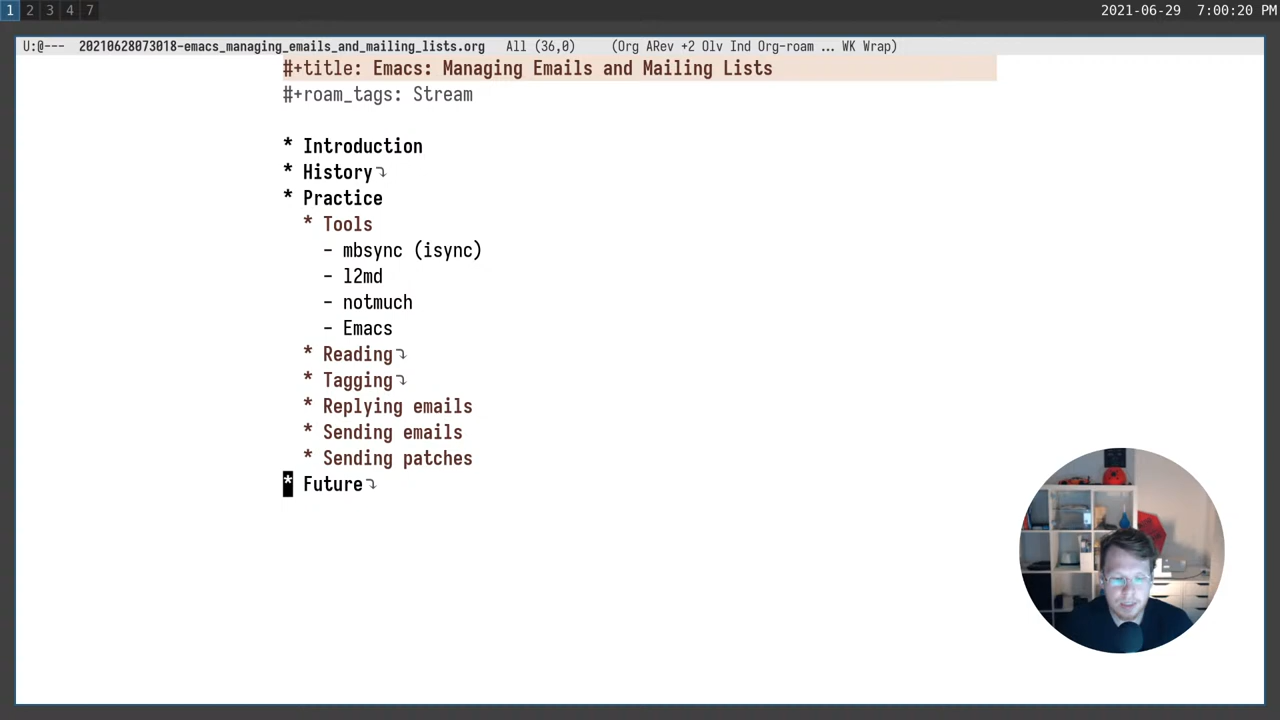 1 2 3 4 7 2021-06-29 7:00:20 PM
U:@--- 20210628073018-emacs_managing_emails_and_mailing_lists.org All (36,0) (Org ARev +2 Olv Ind Org-roam ... WK Wrap)
#+title: Emacs: Managing Emails and Mailing Lists
#+roam_tags: Stream
* Introduction
* History⤵
* Practice
* Tools
- mbsync (isync)
- l2md
- notmuch
- Emacs
* Reading⤵
* Tagging⤵
* Replying emails
* Sending emails
* Sending patches
* Future⤵